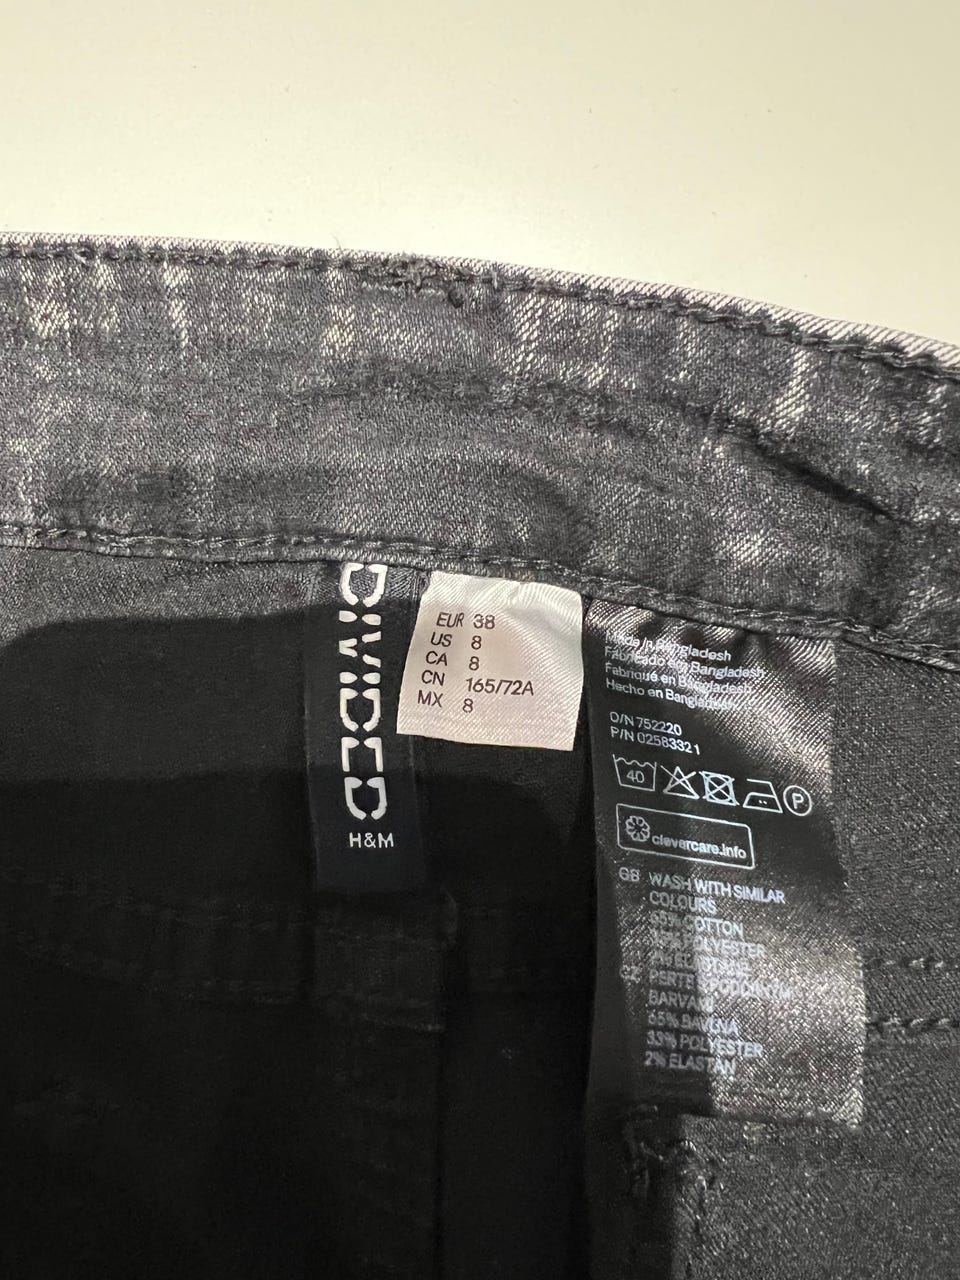 DIVIDED
H&M
EUR 38
US 8
CA 8
CN 165/72A
MX 8
Made in Bangladesh
Fabricado em Bangladesh
Fabriqué en Bangladesh
Hecho en Bangladesh
O/N 752220
P/N 02583321
40
P
clevercare.info
GB WASH WITH SIMILAR
COLOURS
65% COTTON
33% POLYESTER
2% ELASTANE
CZ PERTE S PODOBNÝMI
BARVAMI
65% BAVLNA
33% POLYESTER
2% ELASTAN